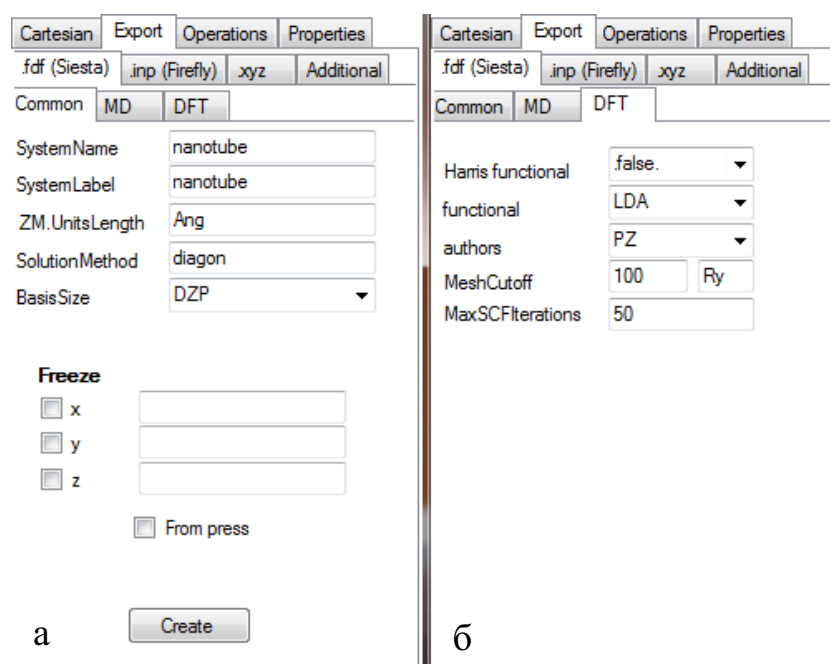 Cartesian Export Operations Properties
.fdf (Siesta) .inp (Firefly) .xyz Additional
Common MD DFT
SystemName nanotube
SystemLabel nanotube
ZM.UnitsLength Ang
SolutionMethod diagon
BasisSize DZP
Freeze
x
y
z
From press
Create
а
Cartesian Export Operations Properties
.fdf (Siesta) .inp (Firefly) .xyz Additional
Common MD DFT
Harris functional .false.
functional LDA
authors PZ
MeshCutoff 100 Ry
MaxSCFIterations 50
б